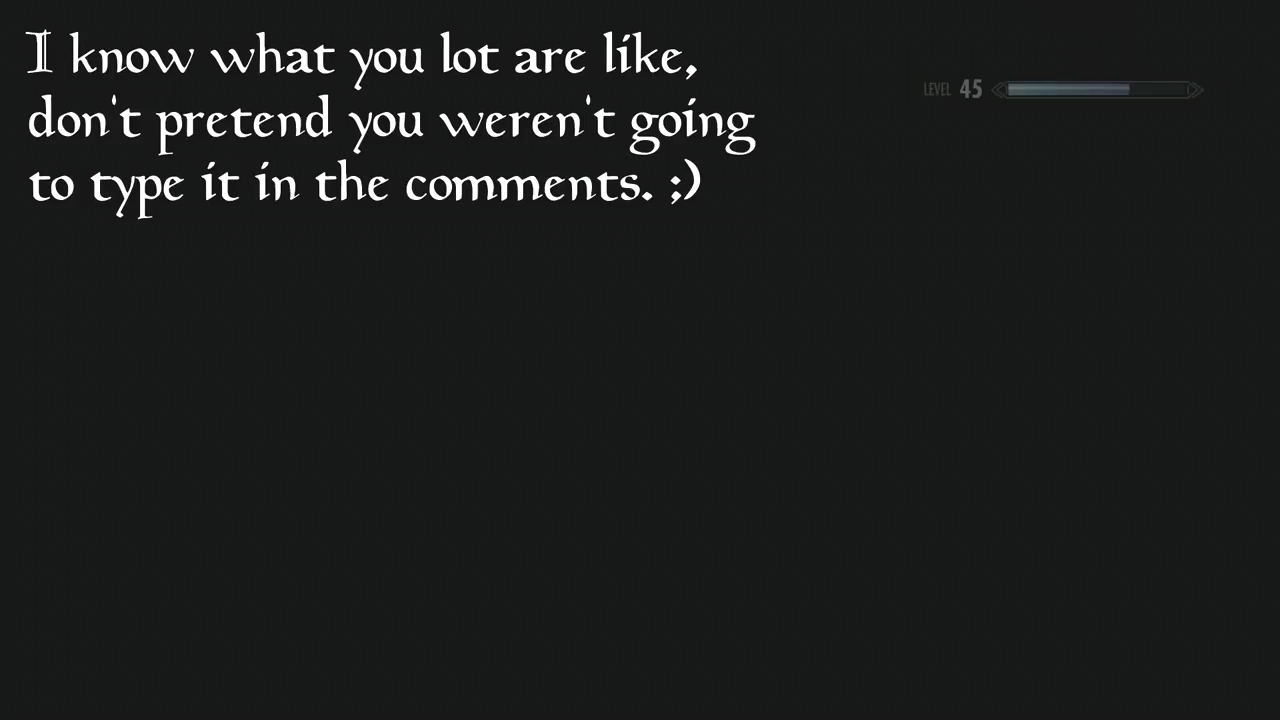 I know what you lot are like,
don't pretend you weren't going
to type it in the comments. ;)
LEVEL 45